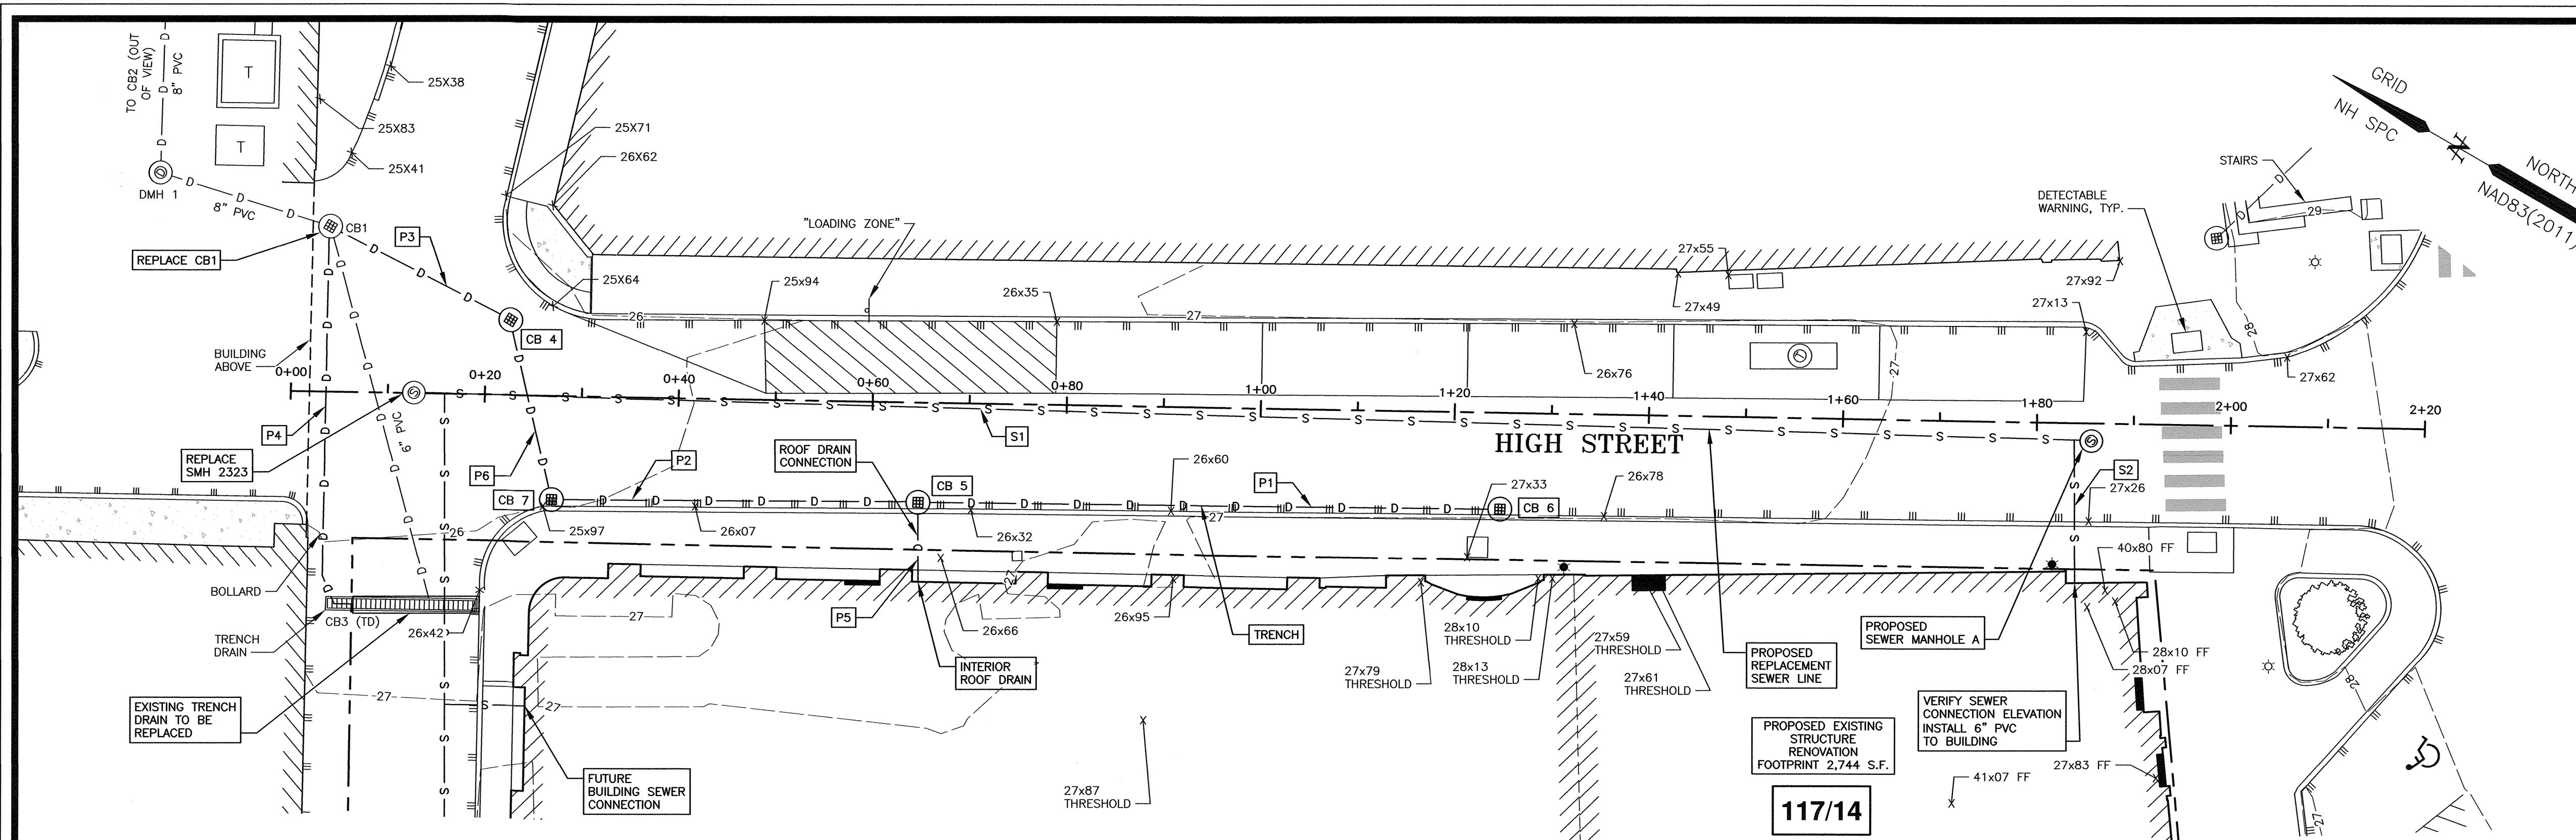 TO CB2 (OUT
OF VIEW)
8" PVC
D
T
T
25X38
25X83
25X41
DMH 1
8" PVC
CB1
REPLACE CB1
P3
25X71
26X62
"LOADING ZONE"
25X64
25x94
26x35
26
27
CB 4
BUILDING
ABOVE
27x55
27x49
27x92
27x13
26x76
DETECTABLE
WARNING, TYP.
STAIRS
29
28
27x62
GRID
NH SPC
N
NORTH
NAD83(2011)
0+00
0+20
0+40
0+60
0+80
1+00
1+20
1+40
1+60
1+80
2+00
2+20
27
S
P4
REPLACE
SMH 2323
6" PVC
P6
P2
ROOF DRAIN
CONNECTION
S1
HIGH STREET
26x60
P1
27x33
26x78
S2
27x26
CB 7
CB 5
CB 6
26
25x97
26x07
26x32
27
40x80 FF
BOLLARD
TRENCH
DRAIN
CB3 (TD)
26x42
27
P5
26x66
27
26x95
TRENCH
28x10
THRESHOLD
27x59
THRESHOLD
PROPOSED
SEWER MANHOLE A
28x10 FF
28x07 FF
INTERIOR
ROOF DRAIN
27x79
THRESHOLD
28x13
THRESHOLD
27x61
THRESHOLD
PROPOSED
REPLACEMENT
SEWER LINE
28
EXISTING TRENCH
DRAIN TO BE
REPLACED
27
27
VERIFY SEWER
CONNECTION ELEVATION
INSTALL 6" PVC
TO BUILDING
PROPOSED EXISTING
STRUCTURE
RENOVATION
FOOTPRINT 2,744 S.F.
FUTURE
BUILDING SEWER
CONNECTION
27x87
THRESHOLD
41x07 FF
27x83 FF
117/14
27